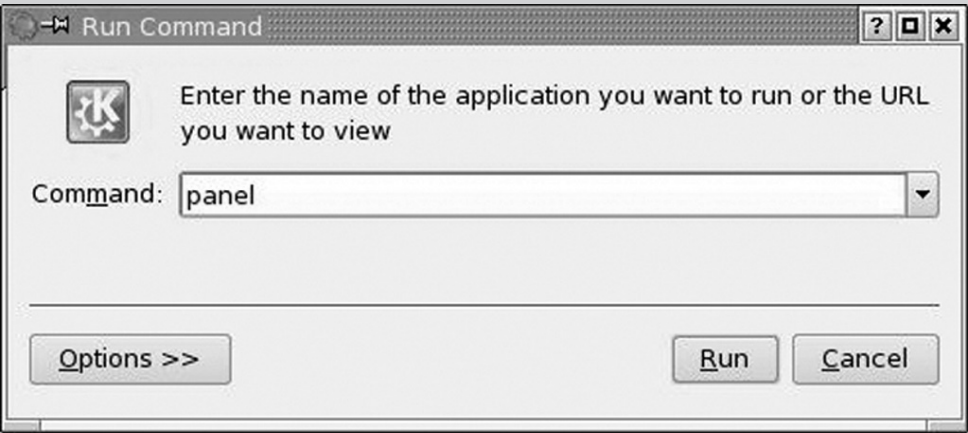 Run Command
Enter the name of the application you want to run or the URL
you want to view
Command: panel
Options >> Run Cancel